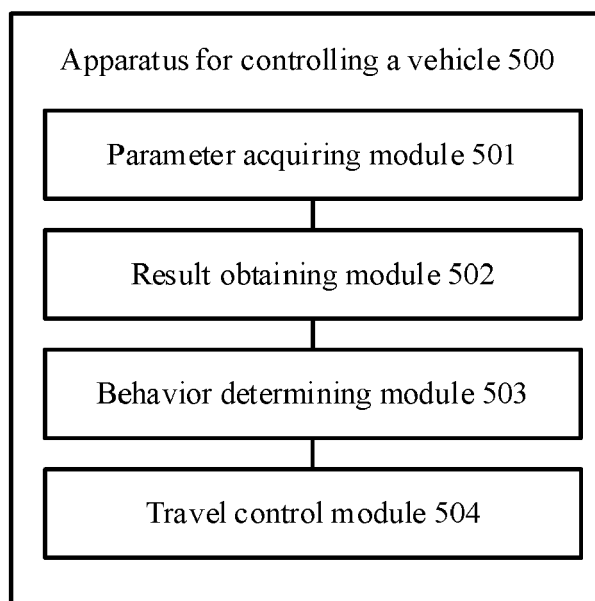 Apparatus for controlling a vehicle 500
Parameter acquiring module 501
Result obtaining module 502
Behavior determining module 503
Travel control module 504